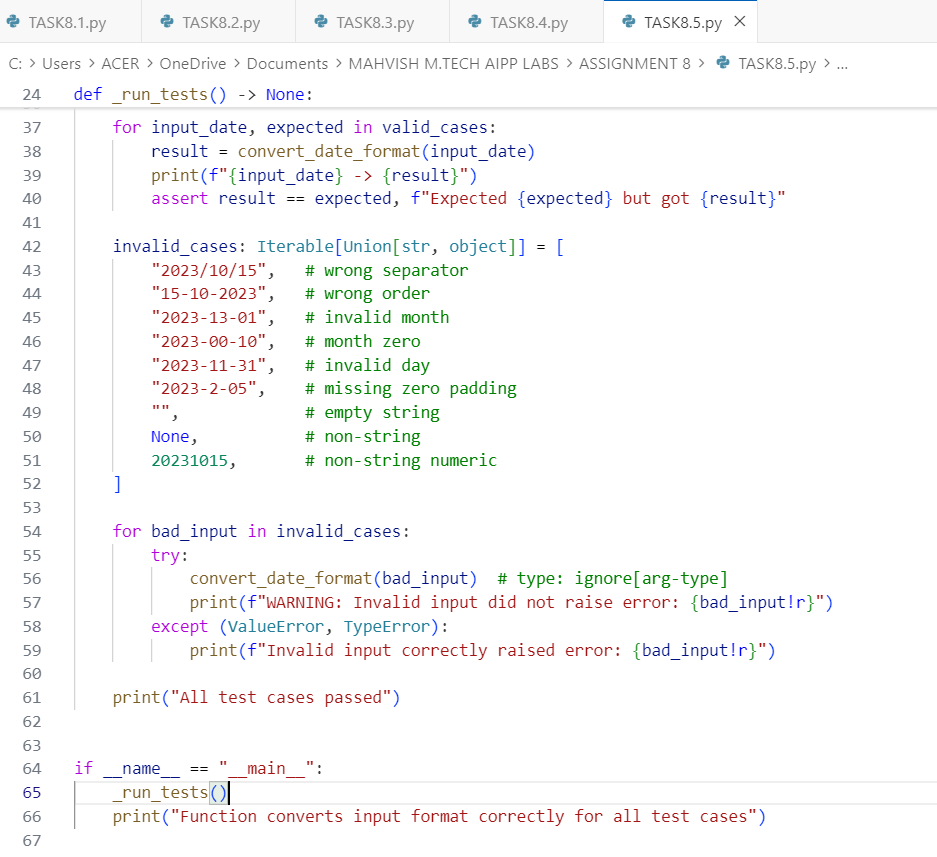 TASK8.1.py TASK8.2.py TASK8.3.py TASK8.4.py TASK8.5.py
C: > Users > ACER > OneDrive > Documents > MAHVISH M.TECH AIPP LABS > ASSIGNMENT 8 > TASK8.5.py > ...
24 def _run_tests() -> None:
37     for input_date, expected in valid_cases:
38         result = convert_date_format(input_date)
39         print(f"{input_date} -> {result}")
40         assert result == expected, f"Expected {expected} but got {result}"
41
42     invalid_cases: Iterable[Union[str, object]] = [
43         "2023/10/15",   # wrong separator
44         "15-10-2023",   # wrong order
45         "2023-13-01",   # invalid month
46         "2023-00-10",   # month zero
47         "2023-11-31",   # invalid day
48         "2023-2-05",    # missing zero padding
49         "",             # empty string
50         None,           # non-string
51         20231015,       # non-string numeric
52     ]
53
54     for bad_input in invalid_cases:
55         try:
56             convert_date_format(bad_input)  # type: ignore[arg-type]
57             print(f"WARNING: Invalid input did not raise error: {bad_input!r}")
58         except (ValueError, TypeError):
59             print(f"Invalid input correctly raised error: {bad_input!r}")
60
61     print("All test cases passed")
62
63
64 if __name__ == "__main__":
65     _run_tests()
66     print("Function converts input format correctly for all test cases")
67